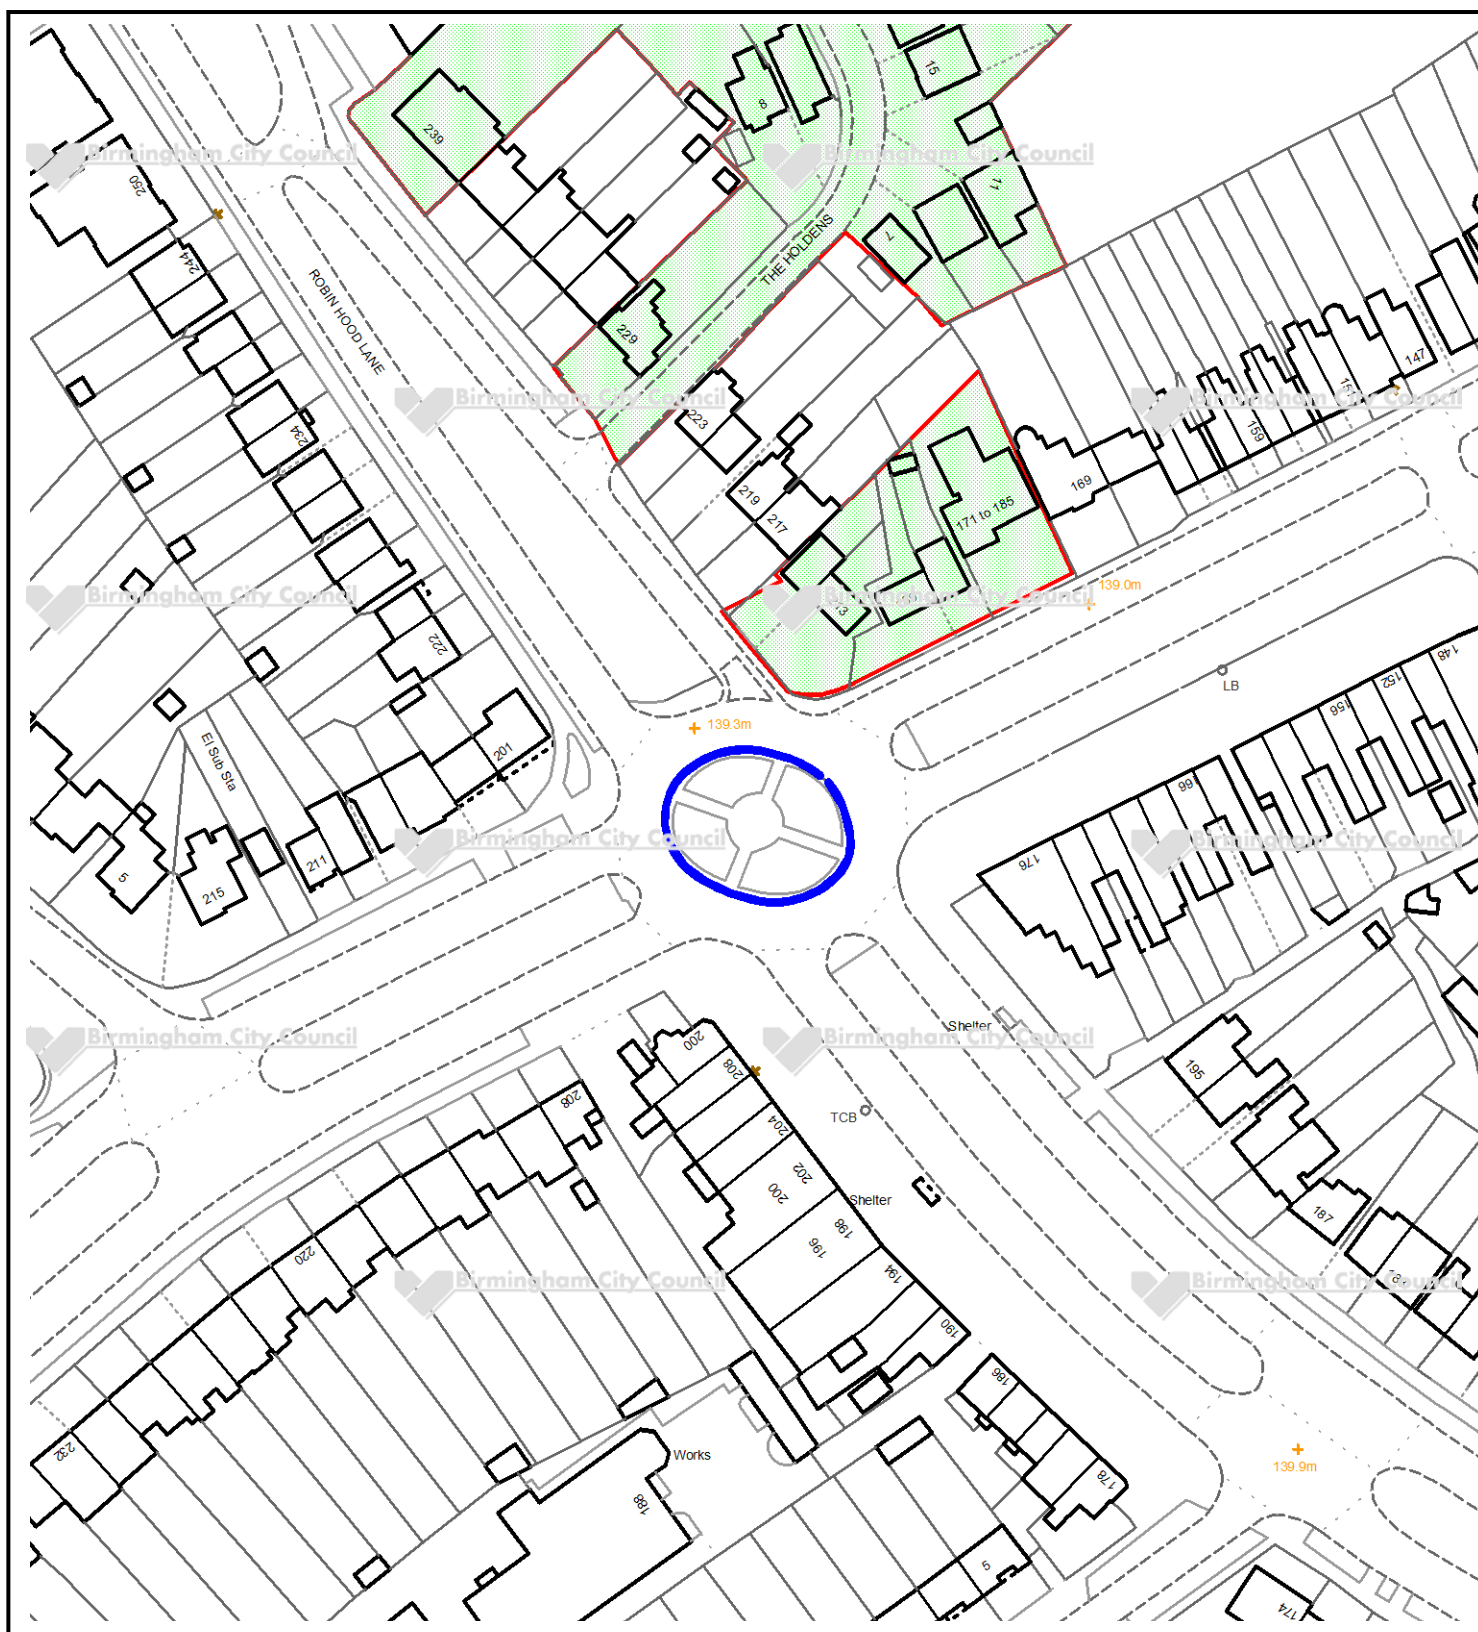 15
8
239
Birmingham City Council
Birmingham City Council
250
11
THE HOLDENS
7
244
ROBIN HOOD LANE
229
147
Birmingham City Council
Birmingham City Council
223
234
159
169
219
217
171 to 185
139.0m
Birmingham City Council
Birmingham City Council
222
148
LB
152
156
139.3m
201
El Sub Sta
166
Birmingham City Council
Birmingham City Council
176
211
5
215
Shelter
Birmingham City Council
Birmingham City Council
200
208
195
208
TCB
204
202
200
Shelter
198
187
196
220
194
Birmingham City Council
Birmingham City Council
190
186
232
Works
139.9m
178
188
5
174